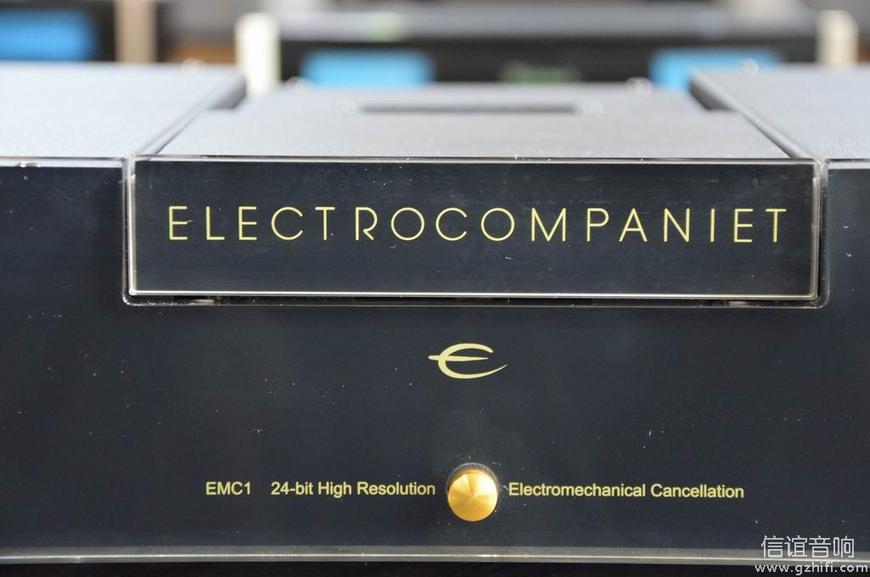 ELECTROCOMPANIET
EMC1 24-bit High Resolution Electromechanical Cancellation
信谊音响
www.gzhifi.com